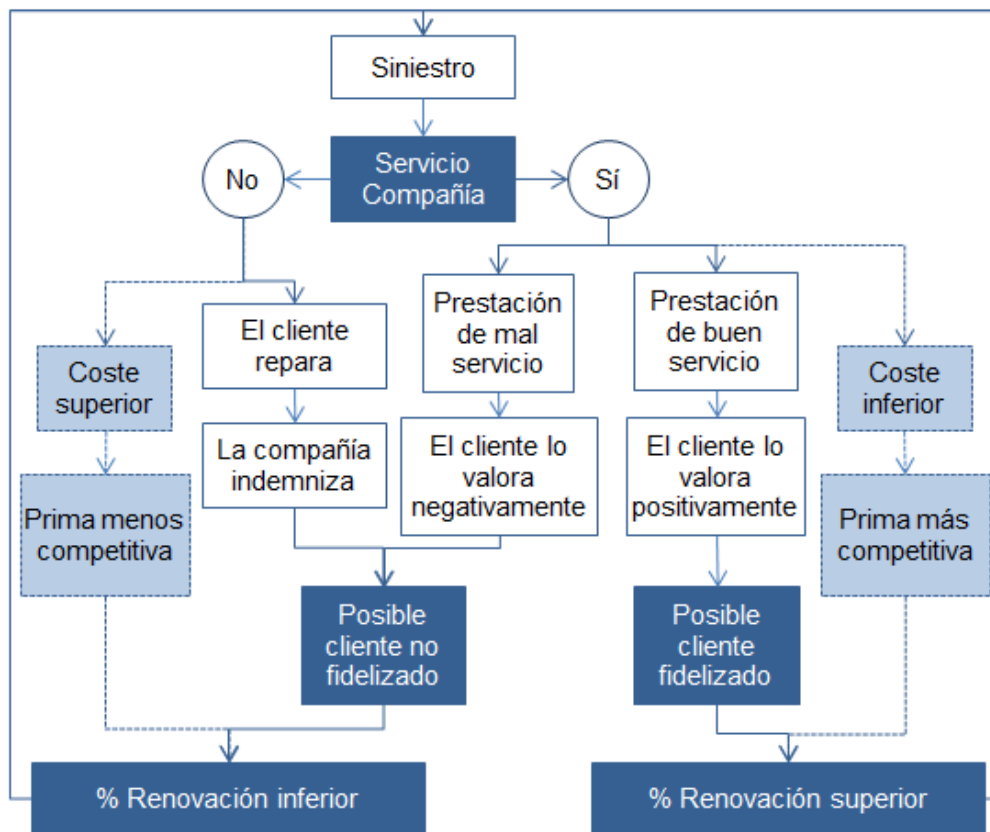 Siniestro
No
Servicio
Compañía
Sí
El cliente
repara
Prestación
de mal
servicio
Prestación
de buen
servicio
Coste
superior
Coste
inferior
La compañía
indemniza
El cliente lo
valora
negativamente
El cliente lo
valora
positivamente
Prima menos
competitiva
Prima más
competitiva
Posible
cliente no
fidelizado
Posible
cliente
fidelizado
% Renovación inferior
% Renovación superior